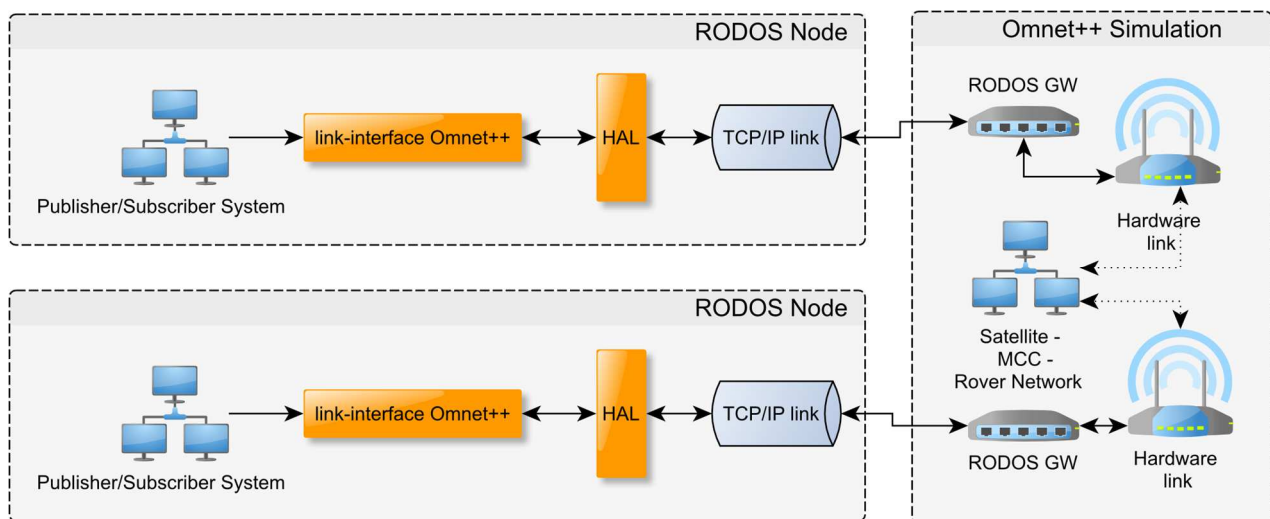 RODOS Node
link-interface Omnet++
HAL
TCP/IP link
Publisher/Subscriber System
RODOS Node
link-interface Omnet++
HAL
TCP/IP link
Publisher/Subscriber System
Omnet++ Simulation
RODOS GW
Hardware
link
Satellite -
MCC -
Rover Network
RODOS GW
Hardware
link